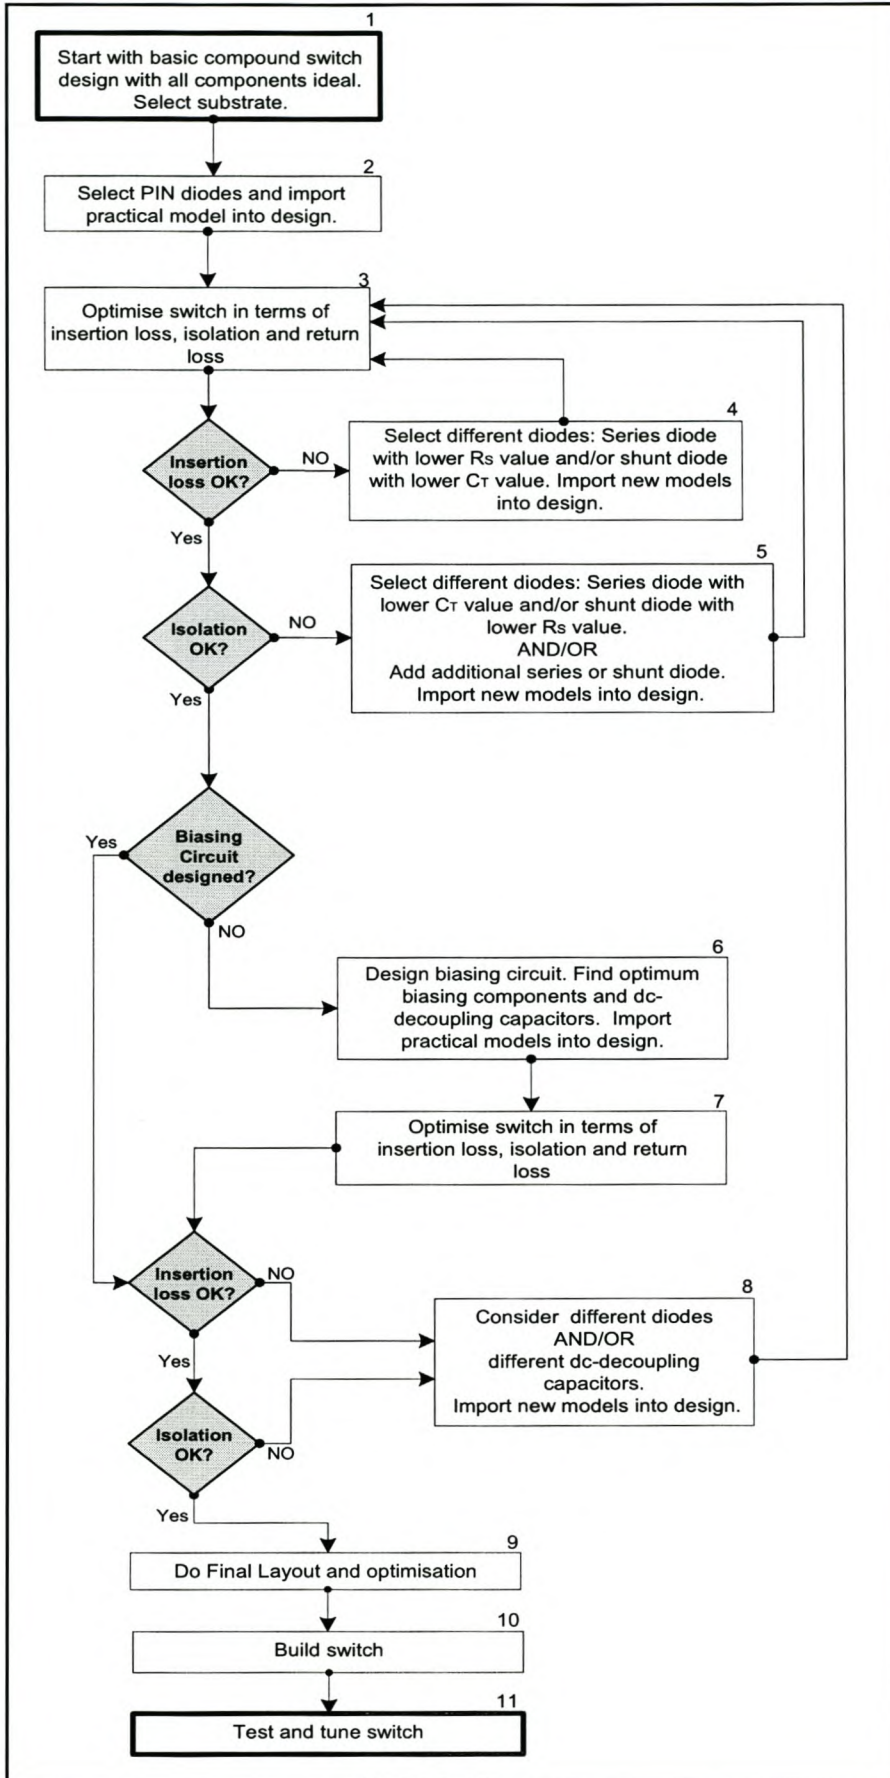 1
Start with basic compound switch
design with all components ideal.
Select substrate.
2
Select PIN diodes and import
practical model into design.
3
Optimise switch in terms of
insertion loss, isolation and return
loss
Insertion
loss OK?
NO
4
Select different diodes: Series diode
with lower Rs value and/or shunt diode
with lower CT value. Import new models
into design.
Yes
Isolation
OK?
NO
5
Select different diodes: Series diode with
lower CT value and/or shunt diode with
lower Rs value.
AND/OR
Add additional series or shunt diode.
Import new models into design.
Yes
Biasing
Circuit
designed?
Yes
NO
6
Design biasing circuit. Find optimum
biasing components and dc-
decoupling capacitors. Import
practical models into design.
7
Optimise switch in terms of
insertion loss, isolation and return
loss
Insertion
loss OK?
NO
8
Consider different diodes
AND/OR
different dc-decoupling
capacitors.
Import new models into design.
Yes
Isolation
OK?
NO
Yes
9
Do Final Layout and optimisation
10
Build switch
11
Test and tune switch